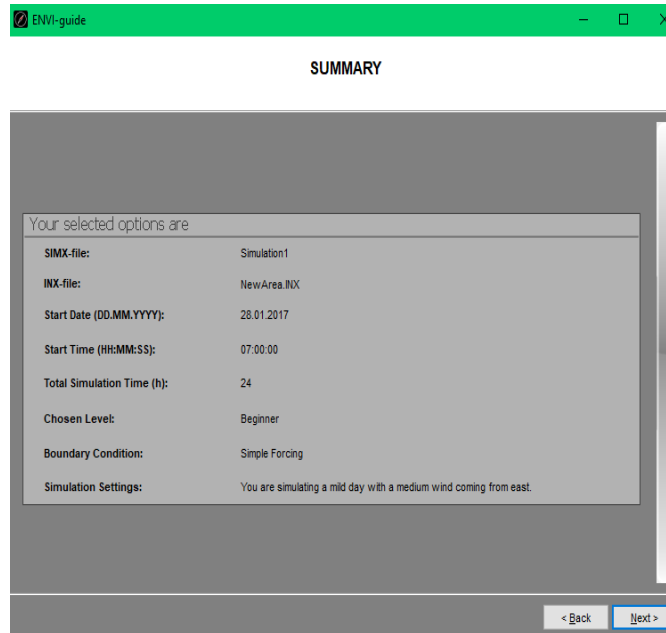 ENVI-guide
SUMMARY
Your selected options are
SIMX-file: Simulation1
INX-file: NewArea.INX
Start Date (DD.MM.YYYY): 28.01.2017
Start Time (HH:MM:SS): 07:00:00
Total Simulation Time (h): 24
Chosen Level: Beginner
Boundary Condition: Simple Forcing
Simulation Settings: You are simulating a mild day with a medium wind coming from east.
< Back Next >